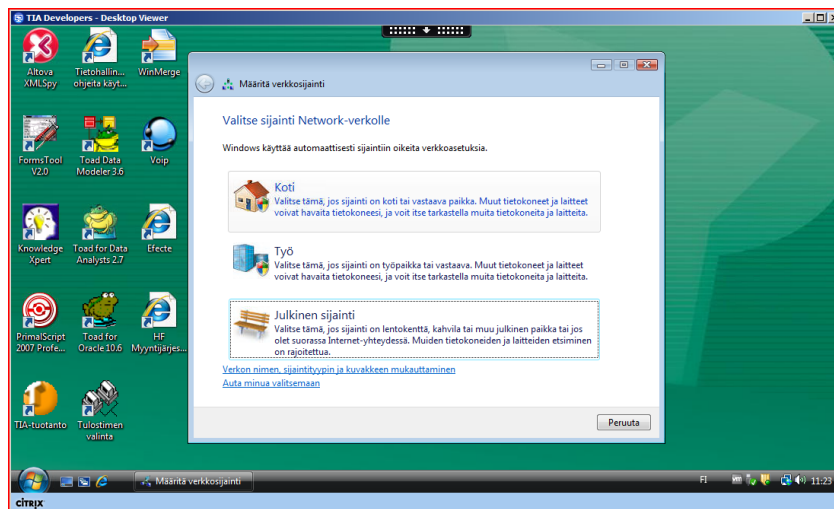 TIA Developers - Desktop Viewer
Altova
XMLSpy
Tietohallin...
ohjeita käyt...
WinMerge
FormsTool
V2.0
Toad Data
Modeler 3.6
Voip
Knowledge
Xpert
Toad for Data
Analysts 2.7
Efecte
PrimalScript
2007 Profe...
Toad for
Oracle 10.6
HF
Myyntijärjes...
TIA-tuotanto
Tulostimen
valinta
Määritä verkkosijainti
Valitse sijainti Network-verkolle
Windows käyttää automaattisesti sijaintiin oikeita verkkoasetuksia.
Koti
Valitse tämä, jos sijainti on koti tai vastaava paikka. Muut tietokoneet ja laitteet
voivat havaita tietokoneesi, ja voit itse tarkastella muita tietokoneita ja laitteita.
Työ
Valitse tämä, jos sijainti on työpaikka tai vastaava. Muut tietokoneet ja laitteet
voivat havaita tietokoneesi, ja voit itse tarkastella muita tietokoneita ja laitteita.
Julkinen sijainti
Valitse tämä, jos sijainti on lentokenttä, kahvila tai muu julkinen paikka tai jos
olet suorassa Internet-yhteydessä. Muiden tietokoneiden ja laitteiden etsiminen
on rajoitettua.
Verkon nimen, sijaintityypin ja kuvakkeen mukauttaminen
Auta minua valitsemaan
Peruuta
Määritä verkkosijainti
FI
11:23
CİTRIX